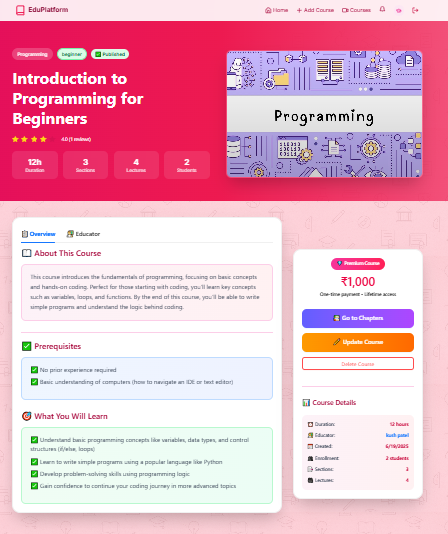 EduPlatform
Home
Add Course
Courses
Programming
beginner
Published
Introduction to
Programming for
Beginners
4.0 (1 reviews)
12h
Duration
3
Sections
4
Lectures
2
Students
Programming
Overview
Educator
About This Course
This course introduces the fundamentals of programming, focusing on basic concepts
and hands-on coding. Perfect for those starting with coding, you'll learn key concepts
such as variables, loops, and functions. By the end of this course, you'll be able to write
simple programs and understand the logic behind coding.
Prerequisites
No prior experience required
Basic understanding of computers (how to navigate an IDE or text editor)
What You Will Learn
Understand basic programming concepts like variables, data types, and control
structures (if/else, loops)
Learn to write simple programs using a popular language like Python
Develop problem-solving skills using programming logic
Gain confidence to continue your coding journey in more advanced topics
Premium Course
₹1,000
One-time payment • Lifetime access
Go to Chapters
Update Course
Delete Course
Course Details
Duration: 12 hours
Educator: kush patel
Created: 6/19/2025
Enrollment: 2 students
Sections: 3
Lectures: 4